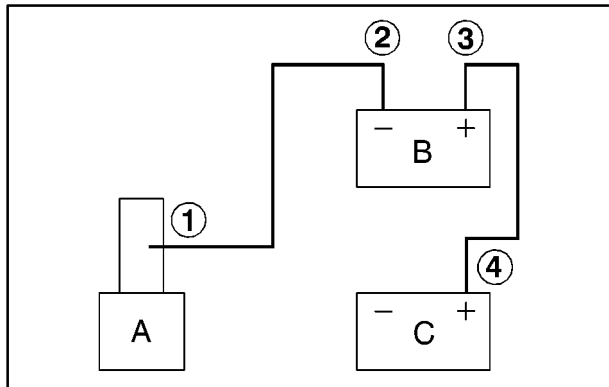 ② ③
− +
B
①
④
A
− +
C